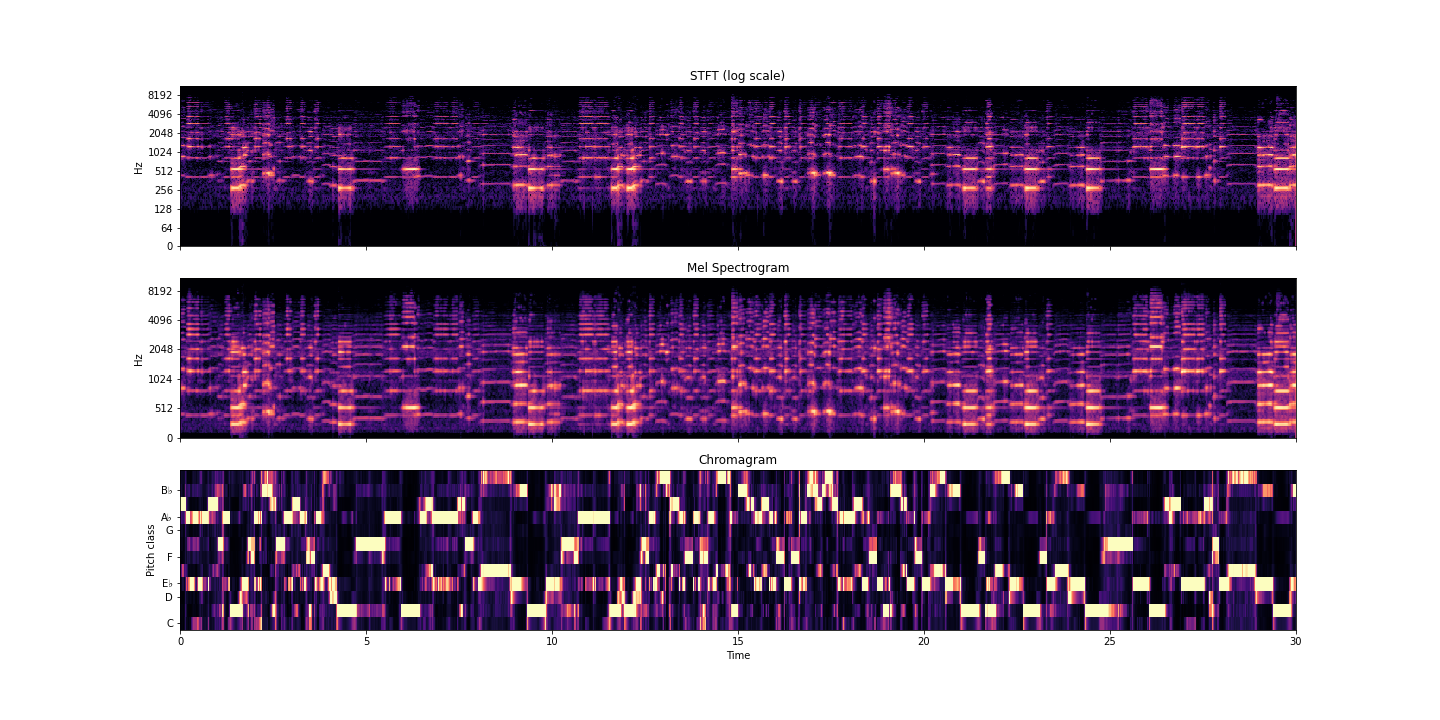 STFT (log scale)
8192
4096
2048
1024
512
256
128
64
0
Hz
Mel Spectrogram
8192
4096
2048
1024
512
0
Hz
Chromagram
B♭
A♭
G
F
E♭
D
C
Pitch class
0 5 10 15 20 25 30
Time